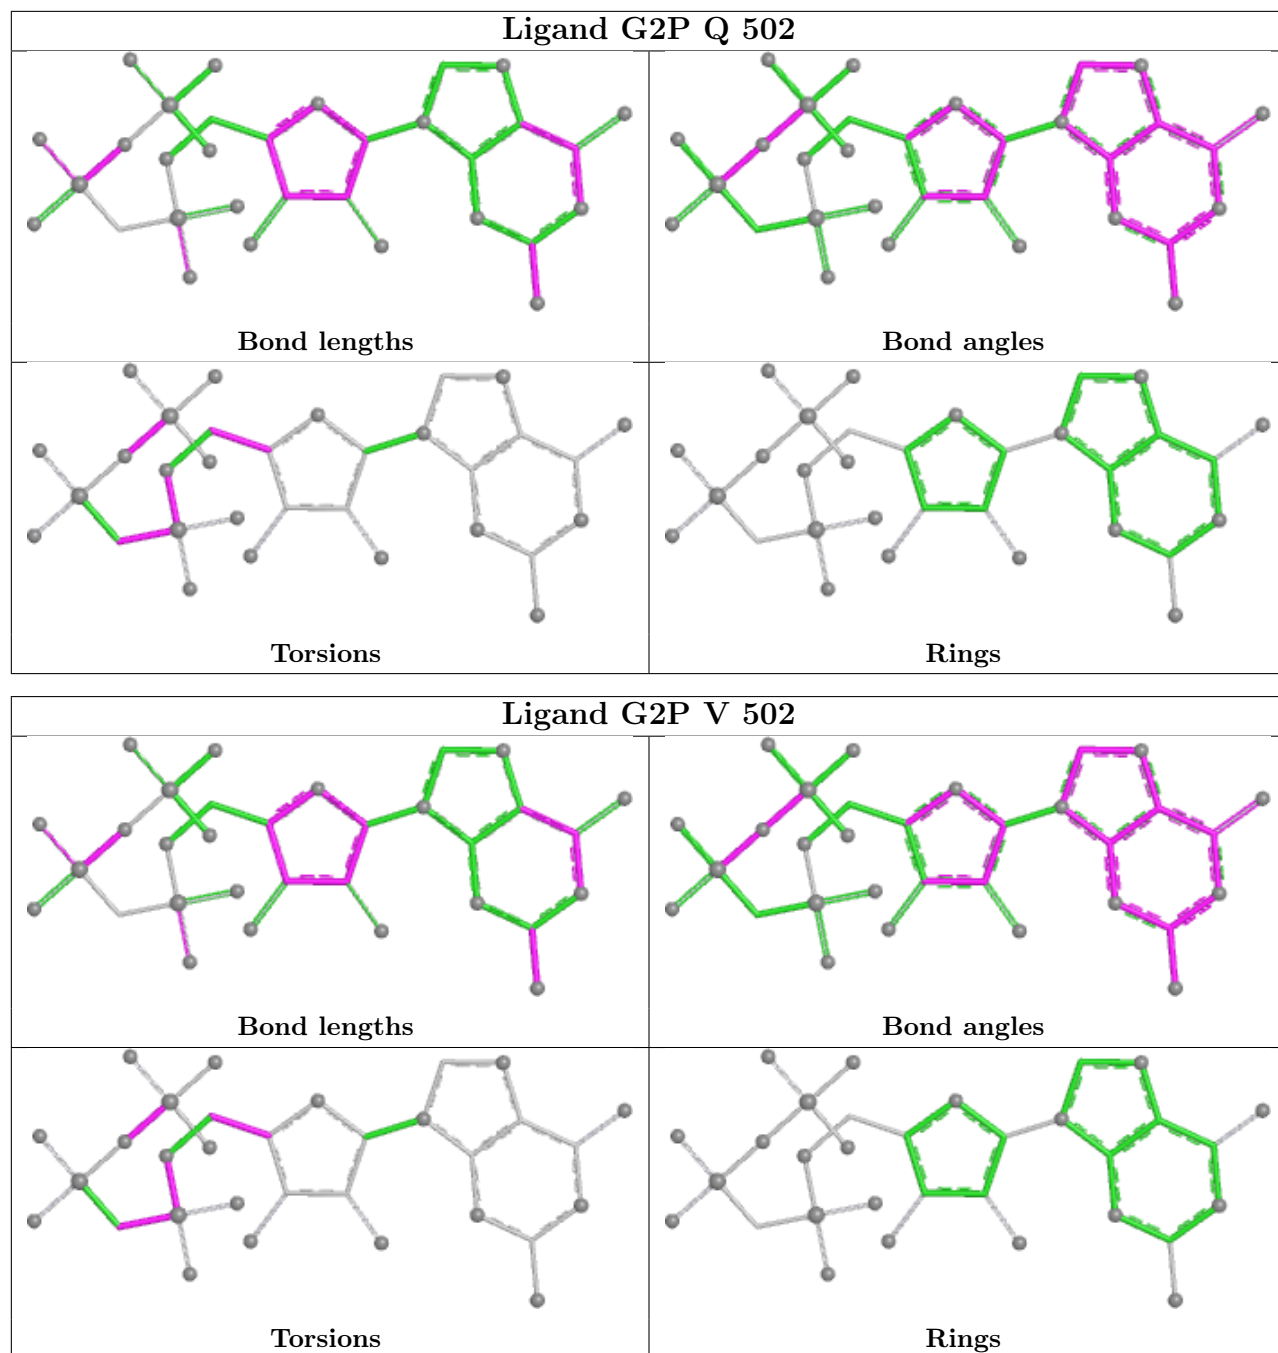 Ligand G2P Q 502
Bond lengths
Bond angles
Torsions
Rings
Ligand G2P V 502
Bond lengths
Bond angles
Torsions
Rings